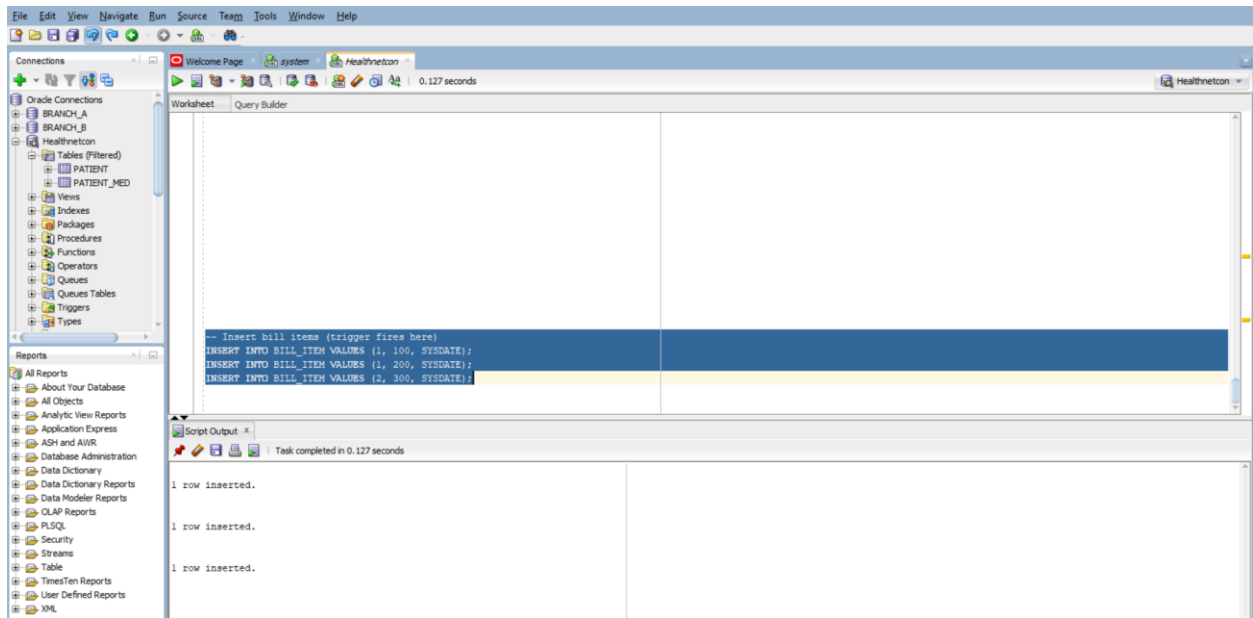 File Edit View Navigate Run Source Team Tools Window Help
Connections
Welcome Page
system
Healthnetcon
0.127 seconds
Healthnetcon
Worksheet Query Builder
Oracle Connections
BRANCH_A
BRANCH_B
Healthnetcon
Tables (Filtered)
PATIENT
PATIENT_MED
Views
Indexes
Packages
Procedures
Functions
Operators
Queues
Queues Tables
Triggers
Types
-- Insert bill items (trigger fires here)
INSERT INTO BILL_ITEM VALUES (1, 100, SYSDATE);
INSERT INTO BILL_ITEM VALUES (1, 200, SYSDATE);
INSERT INTO BILL_ITEM VALUES (2, 300, SYSDATE);
Reports
All Reports
About Your Database
All Objects
Analytic View Reports
Application Express
ASH and AWR
Database Administration
Data Dictionary
Data Dictionary Reports
Data Modeler Reports
OLAP Reports
PLSQL
Security
Streams
Table
TimesTen Reports
User Defined Reports
XML
Script Output
Task completed in 0.127 seconds
1 row inserted.
1 row inserted.
1 row inserted.